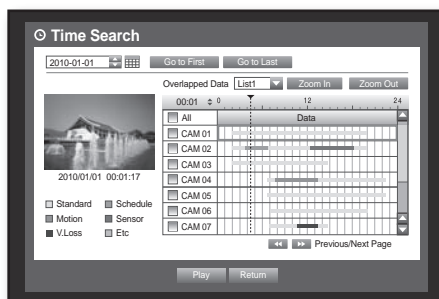 Time Search
2010-01-01 Go to First Go to Last
Overlapped Data List1 Zoom In Zoom Out
00:01 0 12 24
All Data
CAM 01
CAM 02
CAM 03
CAM 04
CAM 05
CAM 06
CAM 07
2010/01/01 00:01:17
Standard Schedule
Motion Sensor
V.Loss Etc
Previous/Next Page
Play Return